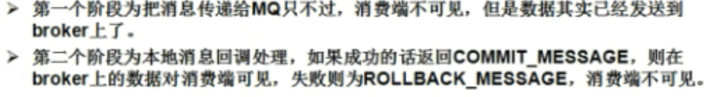 ➢ 第一个阶段为把消息传递给MQ只不过，消费端不可见，但是数据其实已经发送到
broker上了。
➢ 第二个阶段为本地消息回调处理，如果成功的话返回COMMIT_MESSAGE，则在
broker上的数据对消费端可见，失败则为ROLLBACK_MESSAGE，消费端不可见。